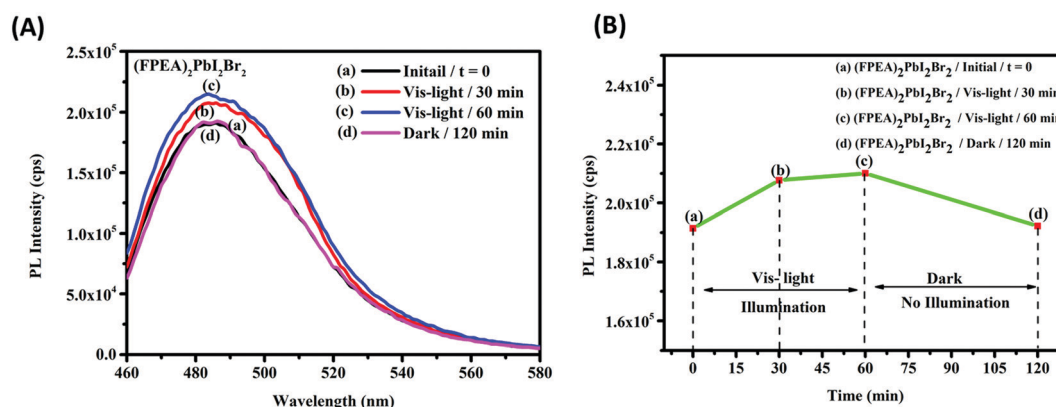 (A)
2.5x10⁵
2.0x10⁵
1.5x10⁵
1.0x10⁵
5.0x10⁴
0.0
PL Intensity (cps)
(FPEA)₂PbI₂Br₂
(a) Initail / t = 0
(b) Vis-light / 30 min
(c) Vis-light / 60 min
(d) Dark / 120 min
(c)
(b)
(a)
(d)
460 480 500 520 540 560 580
Wavelength (nm)
(B)
2.4x10⁵
2.2x10⁵
2.0x10⁵
1.8x10⁵
1.6x10⁵
PL Intensity (cps)
(a) (FPEA)₂PbI₂Br₂ / Initial / t = 0
(b) (FPEA)₂PbI₂Br₂ / Vis-light / 30 min
(c) (FPEA)₂PbI₂Br₂ / Vis-light / 60 min
(d) (FPEA)₂PbI₂Br₂ / Dark / 120 min
(a)
(b)
(c)
(d)
Vis- light
Illumination
Dark
No Illumination
0 15 30 45 60 75 90 105 120
Time (min)